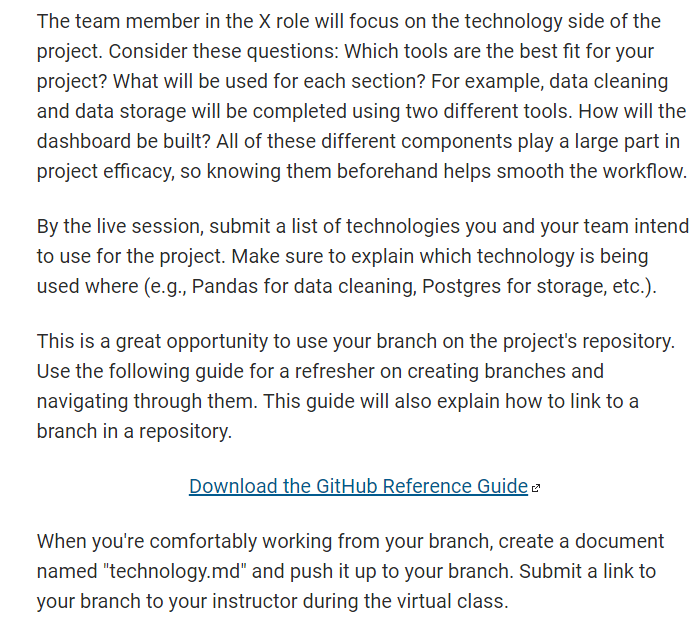 The team member in the X role will focus on the technology side of the
project. Consider these questions: Which tools are the best fit for your
project? What will be used for each section? For example, data cleaning
and data storage will be completed using two different tools. How will the
dashboard be built? All of these different components play a large part in
project efficacy, so knowing them beforehand helps smooth the workflow.
By the live session, submit a list of technologies you and your team intend
to use for the project. Make sure to explain which technology is being
used where (e.g., Pandas for data cleaning, Postgres for storage, etc.).
This is a great opportunity to use your branch on the project's repository.
Use the following guide for a refresher on creating branches and
navigating through them. This guide will also explain how to link to a
branch in a repository.
Download the GitHub Reference Guide
When you're comfortably working from your branch, create a document
named "technology.md" and push it up to your branch. Submit a link to
your branch to your instructor during the virtual class.